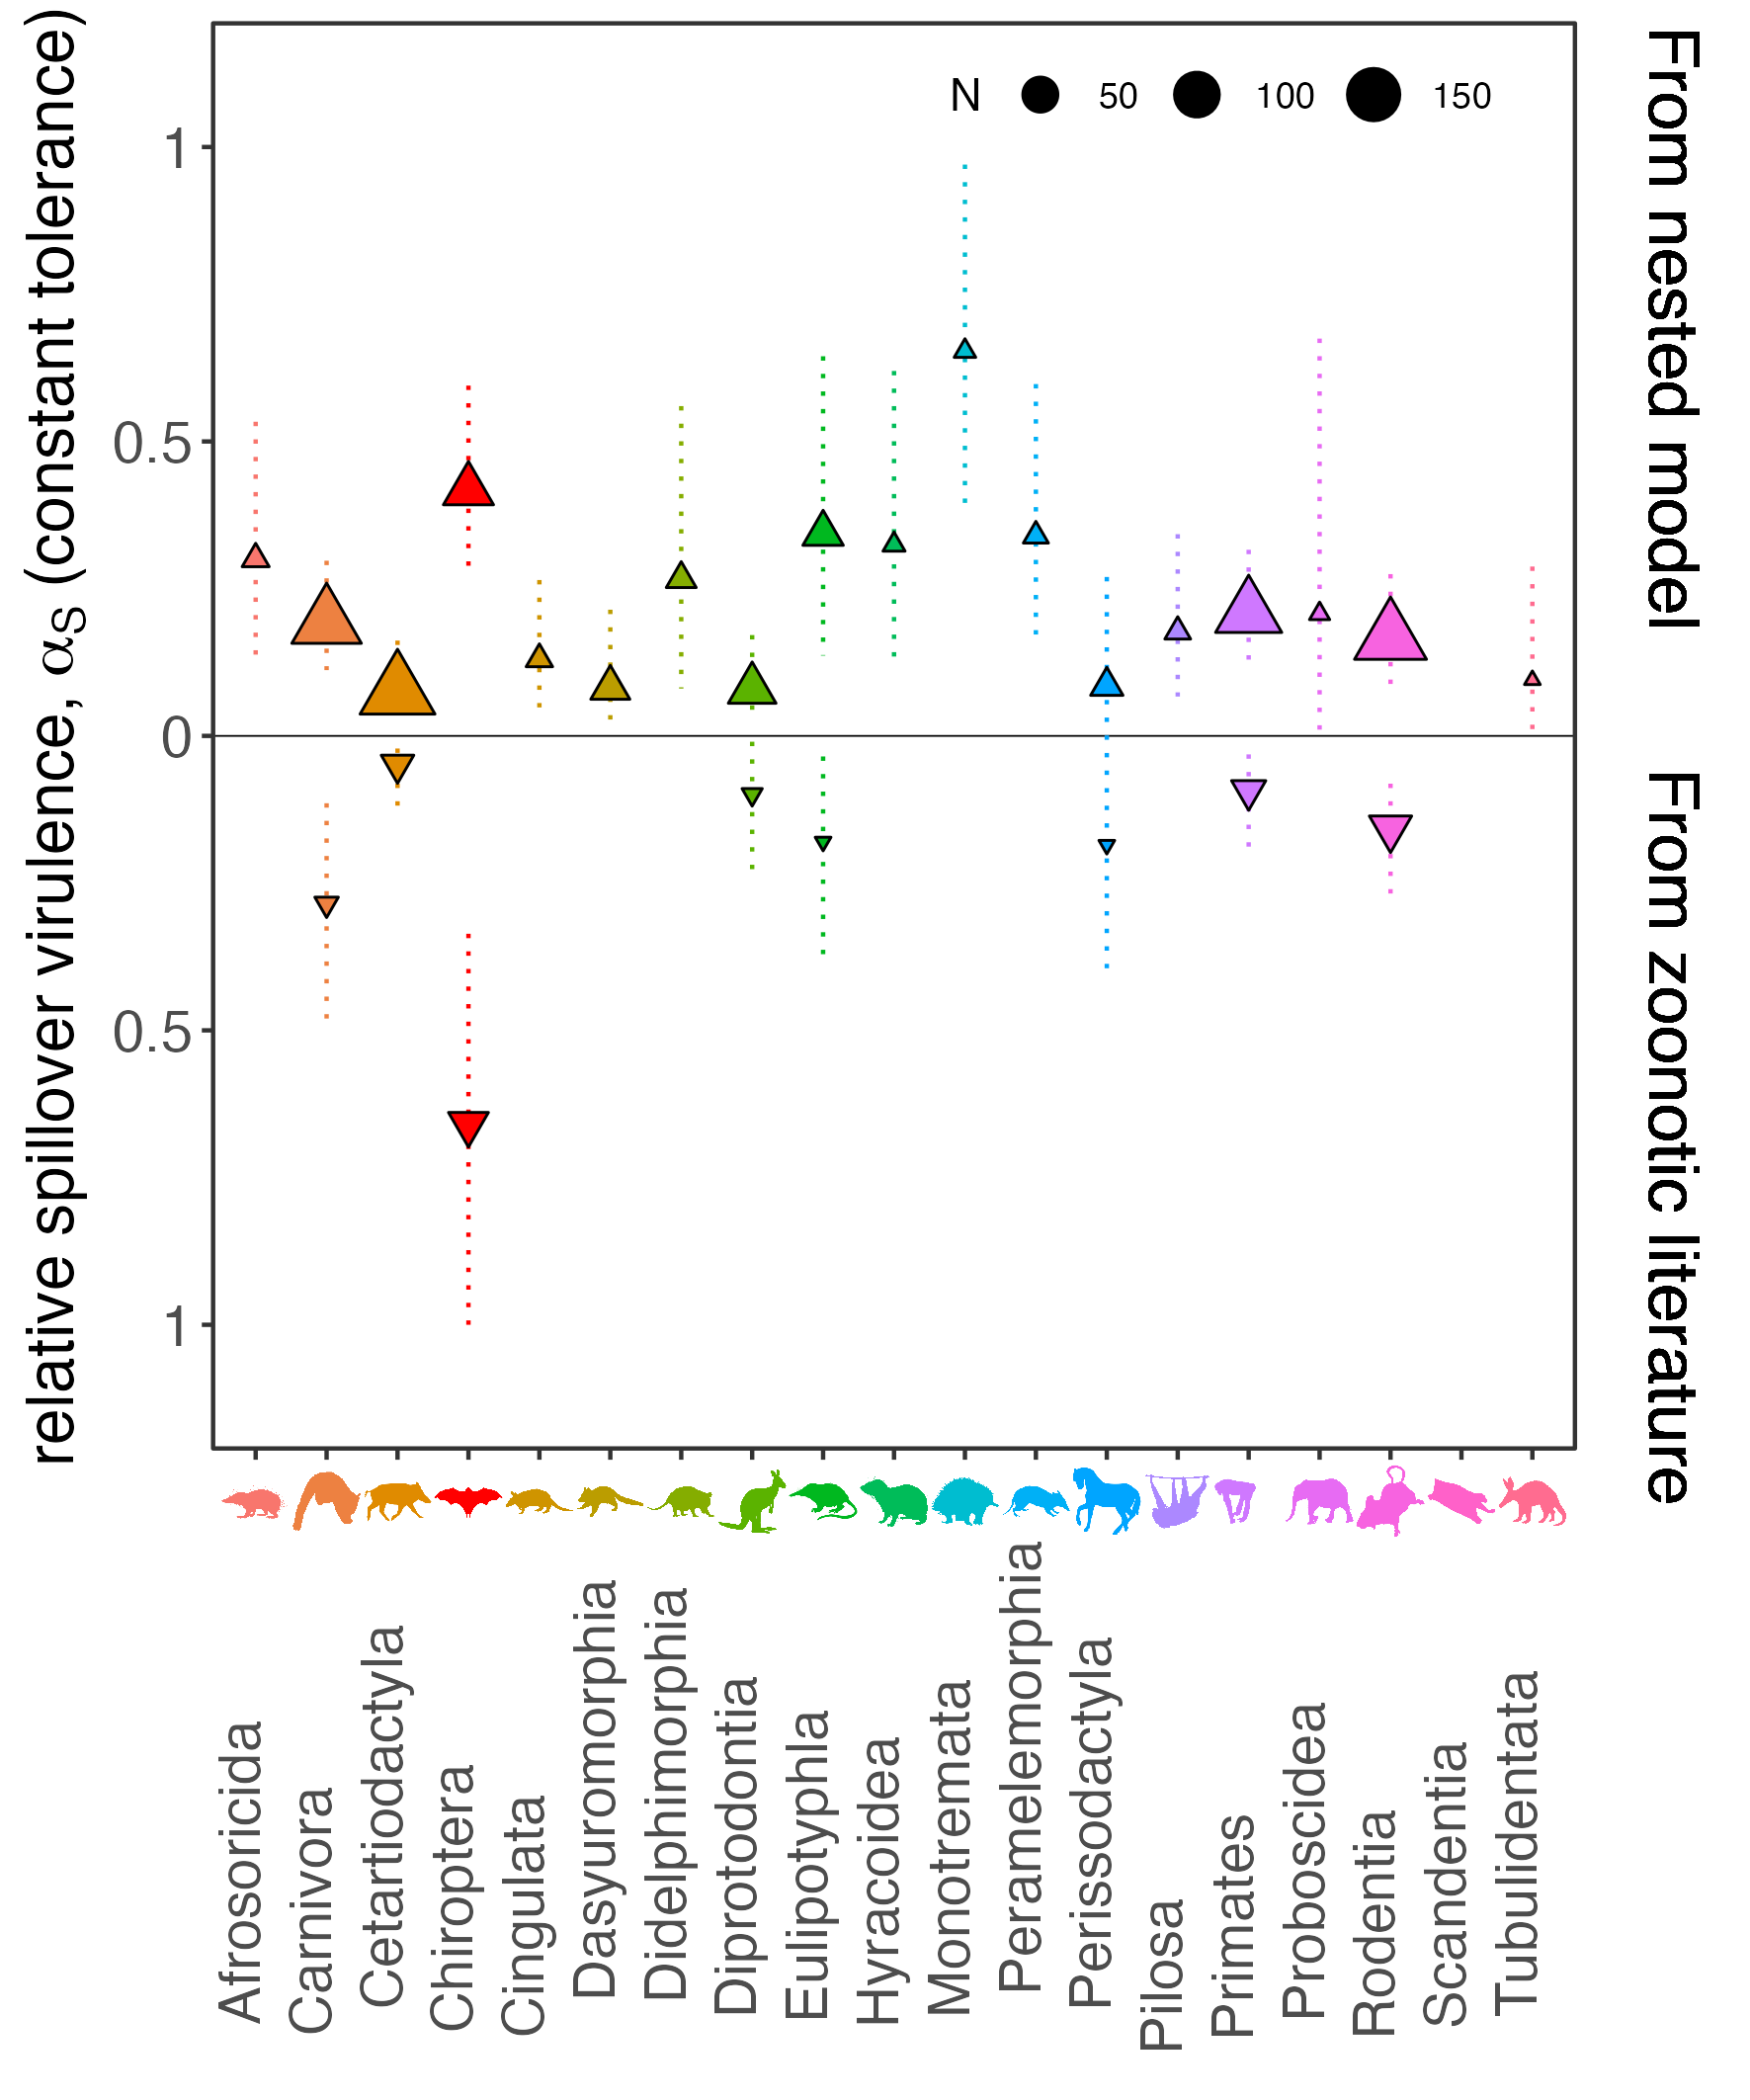 relative spillover virulence, αS (constant tolerance)
N 50 100 150
1
0.5
0
0.5
1
From nested model
From zoonotic literature
Afrosoricida
Carnivora
Cetartiodactyla
Chiroptera
Cingulata
Dasyuromorphia
Didelphimorphia
Diprotodontia
Eulipotyphla
Hyracoidea
Monotremata
Peramelemorphia
Perissodactyla
Pilosa
Primates
Proboscidea
Rodentia
Scandentia
Tubulidentata